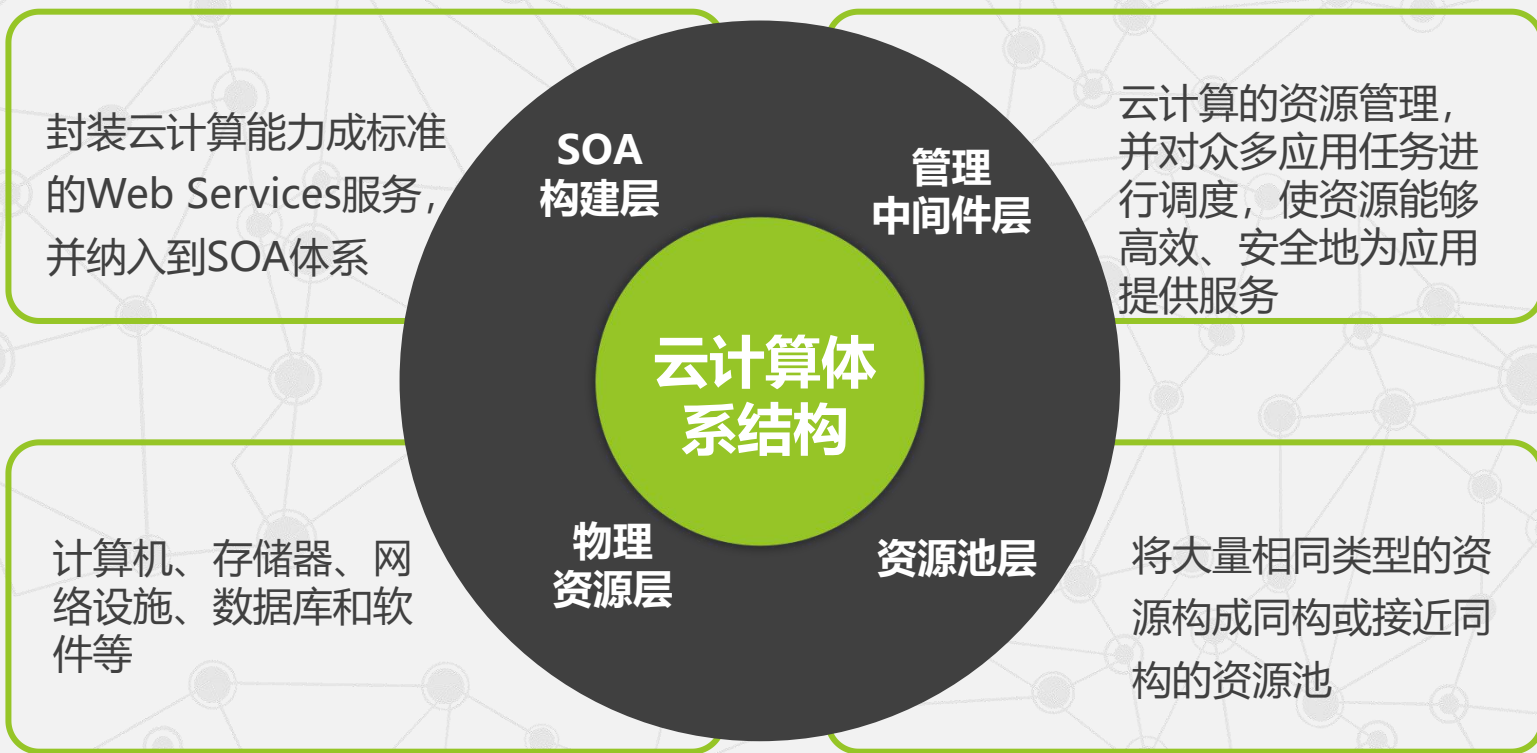 封装云计算能力成标准
的Web Services服务，
并纳入到SOA体系
SOA
构建层
管理
中间件层
云计算的资源管理，
并对众多应用任务进
行调度，使资源能够
高效、安全地为应用
提供服务
云计算体
系结构
计算机、存储器、网
络设施、数据库和软
件等
物理
资源层
资源池层
将大量相同类型的资
源构成同构或接近同
构的资源池